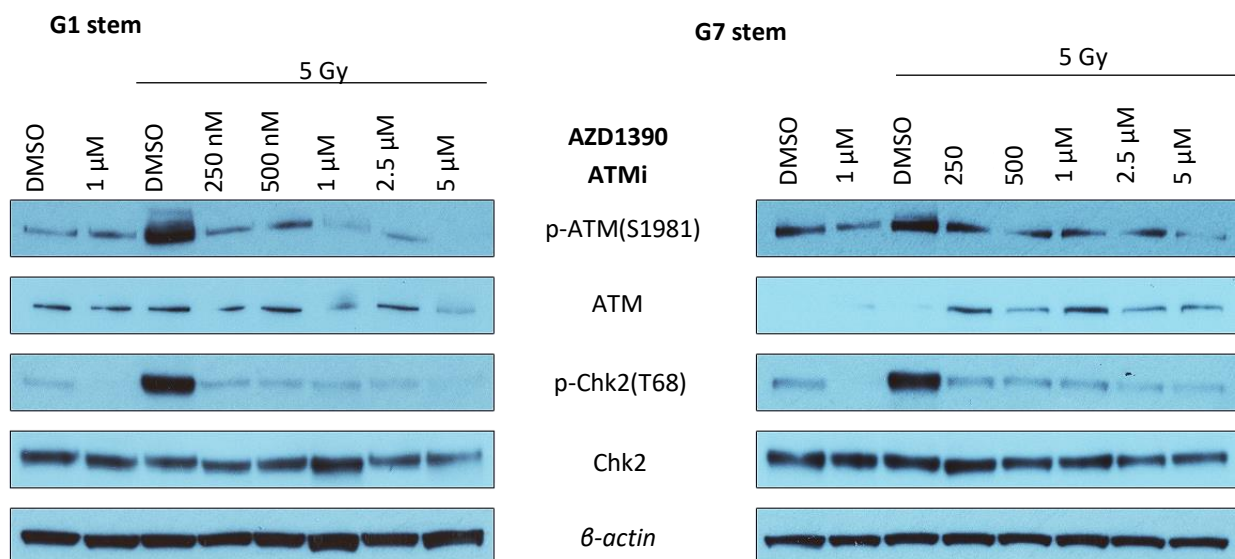 G1 stem
G7 stem
5 Gy
5 Gy
DMSO
1 µM
DMSO
250 nM
500 nM
1 µM
2.5 µM
5 µM
AZD1390
ATMi
DMSO
1 µM
DMSO
250
500
1 µM
2.5 µM
5 µM
p-ATM(S1981)
ATM
p-Chk2(T68)
Chk2
β-actin